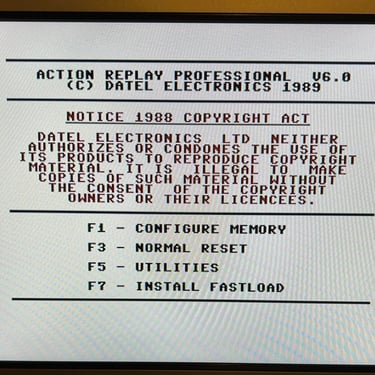 ACTION REPLAY PROFESSIONAL V6.0
(C) DATEL ELECTRONICS 1989
NOTICE 1988 COPYRIGHT ACT
DATEL ELECTRONICS LTD NEITHER
AUTHORIZES OR CONDONES THE USE OF
ITS PRODUCTS TO REPRODUCE COPYRIGHT
MATERIAL. IT IS ILLEGAL TO MAKE
COPIES OF SUCH MATERIAL WITHOUT
THE CONSENT OF THE COPYRIGHT
OWNERS OR THEIR LICENCEES.
F1 - CONFIGURE MEMORY
F3 - NORMAL RESET
F5 - UTILITIES
F7 - INSTALL FASTLOAD